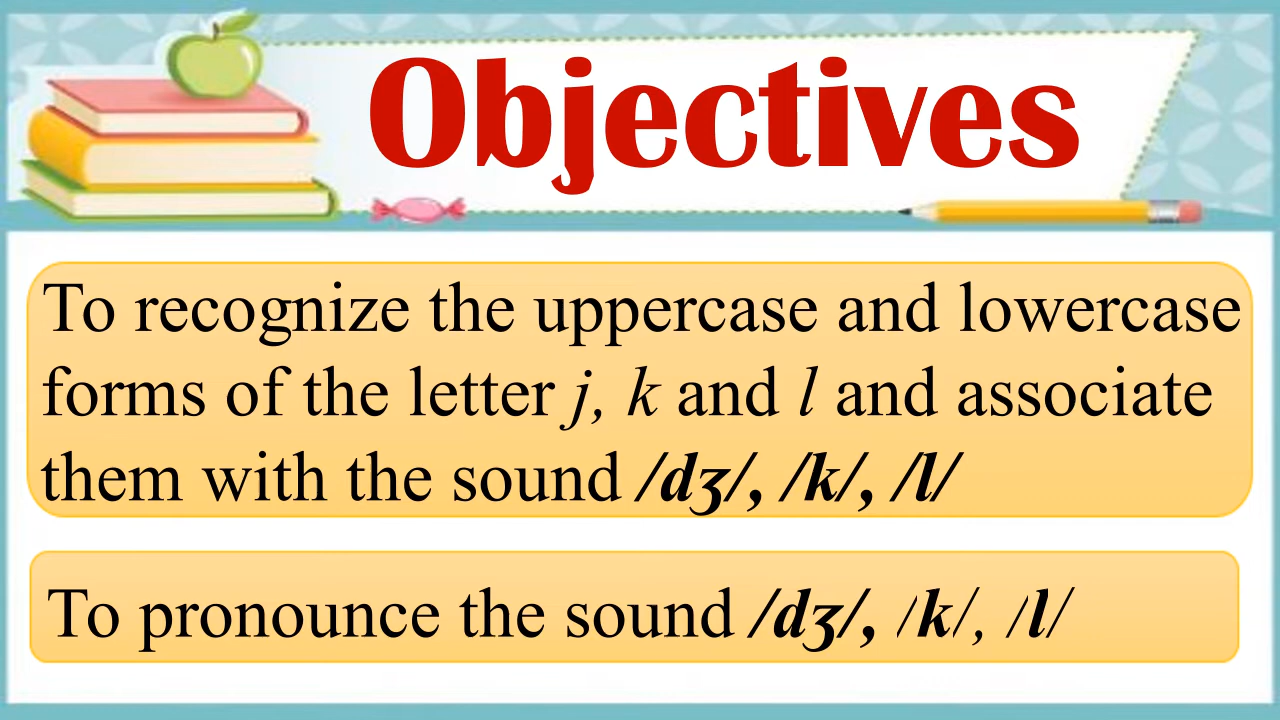 Objectives
To recognize the uppercase and lowercase
forms of the letter j, k and l and associate
them with the sound /dʒ/, /k/, /l/
To pronounce the sound /dʒ/, /k/, /l/